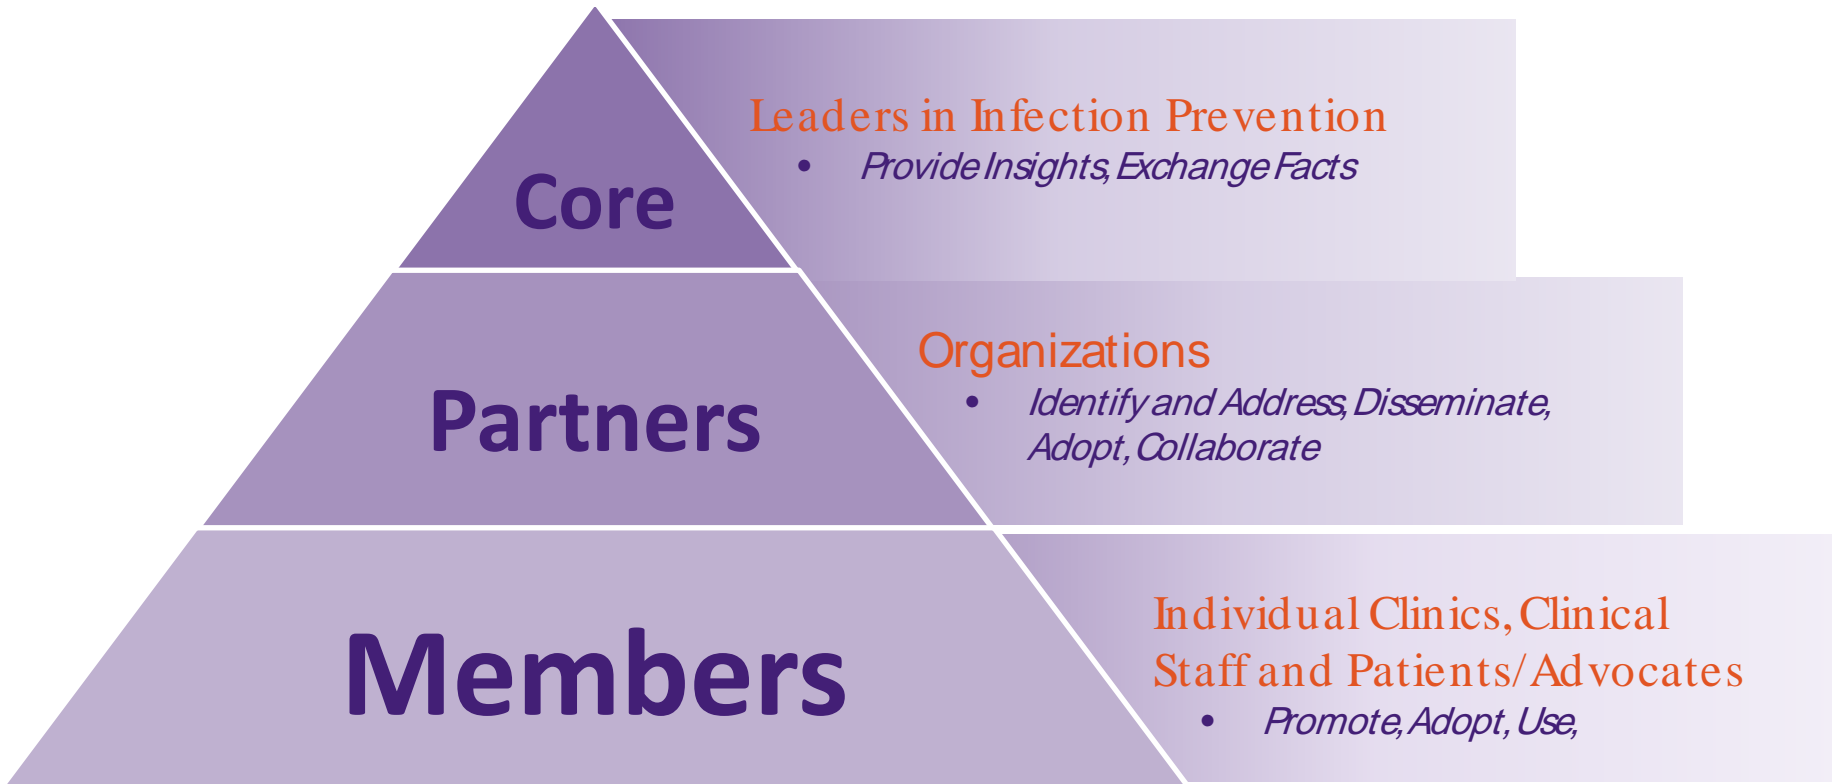 Core
Leaders in Infection Prevention
• Provide Insights, Exchange Facts
Partners
Organizations
• Identify and Address, Disseminate,
Adopt, Collaborate
Members
Individual Clinics, Clinical
Staff and Patients/Advocates
• Promote, Adopt, Use,